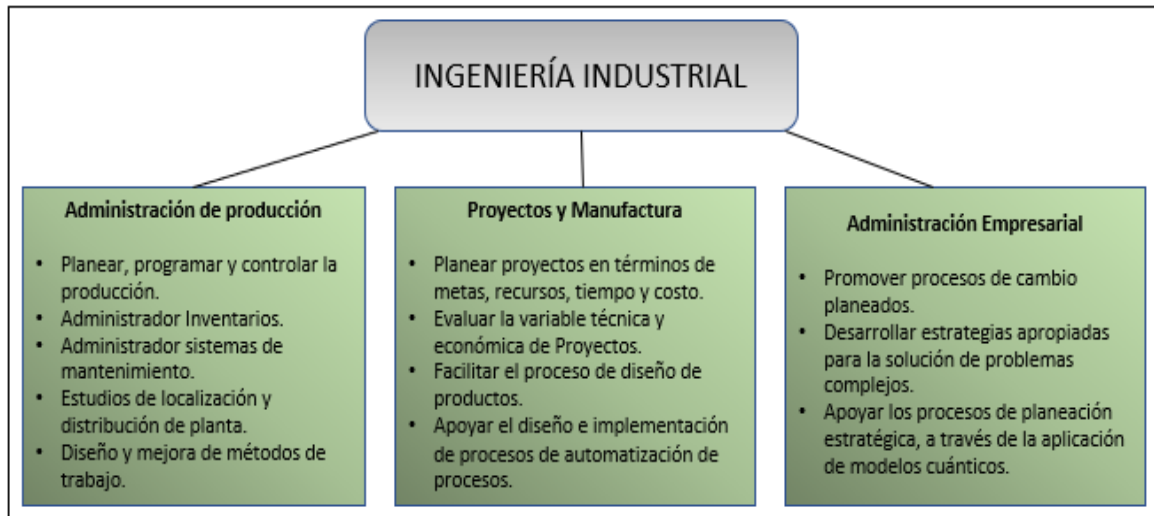 INGENIERÍA INDUSTRIAL
Administración de producción
• Planear, programar y controlar la
producción.
• Administrador Inventarios.
• Administrador sistemas de
mantenimiento.
• Estudios de localización y
distribución de planta.
• Diseño y mejora de métodos de
trabajo.
Proyectos y Manufactura
• Planear proyectos en términos de
metas, recursos, tiempo y costo.
• Evaluar la variable técnica y
económica de Proyectos.
• Facilitar el proceso de diseño de
productos.
• Apoyar el diseño e implementación
de procesos de automatización de
procesos.
Administración Empresarial
• Promover procesos de cambio
planeados.
• Desarrollar estrategias apropiadas
para la solución de problemas
complejos.
• Apoyar los procesos de planeación
estratégica, a través de la aplicación
de modelos cuánticos.